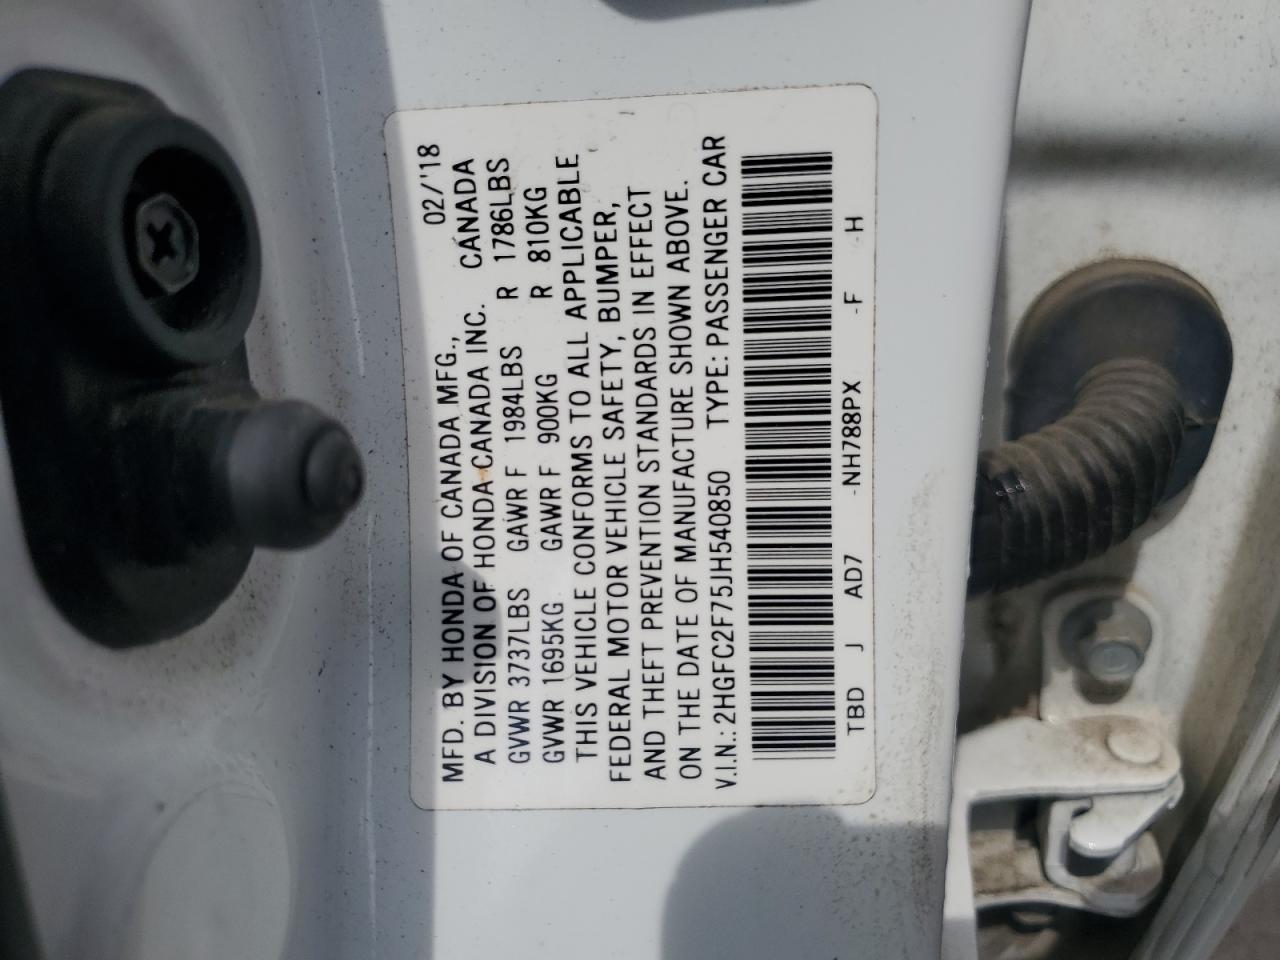 MFD. BY HONDA OF CANADA MFG., 02/'18
A DIVISION OF HONDA CANADA INC. CANADA
GVWR 3737LBS GAWR F 1984LBS R 1786LBS
GVWR 1695KG GAWR F 900KG R 810KG
THIS VEHICLE CONFORMS TO ALL APPLICABLE
FEDERAL MOTOR VEHICLE SAFETY, BUMPER,
AND THEFT PREVENTION STANDARDS IN EFFECT
ON THE DATE OF MANUFACTURE SHOWN ABOVE.
V.I.N.: 2HGFC2F75JH540850 TYPE: PASSENGER CAR
TBD J AD7 -NH788PX -F -H